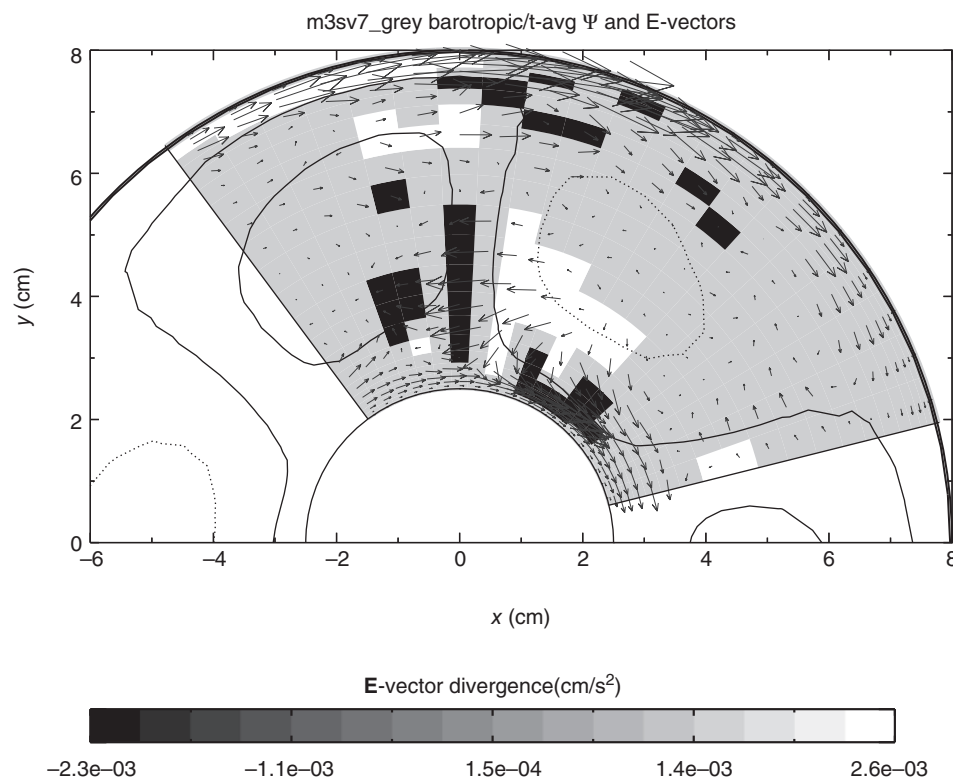 m3sv7_grey barotropic/t-avg Ψ and E-vectors
8
6
4
2
0
y (cm)
−6 −4 −2 0 2 4 6 8
x (cm)
E-vector divergence(cm/s²)
−2.3e−03 −1.1e−03 1.5e−04 1.4e−03 2.6e−03